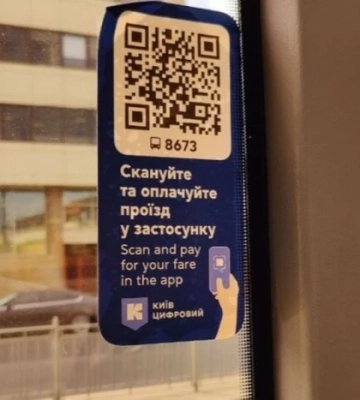 8673
Скануйте
та оплачуйте
проїзд
у застосунку
Scan and pay
for your fare
in the app
К
КИЇВ
ЦИФРОВИЙ